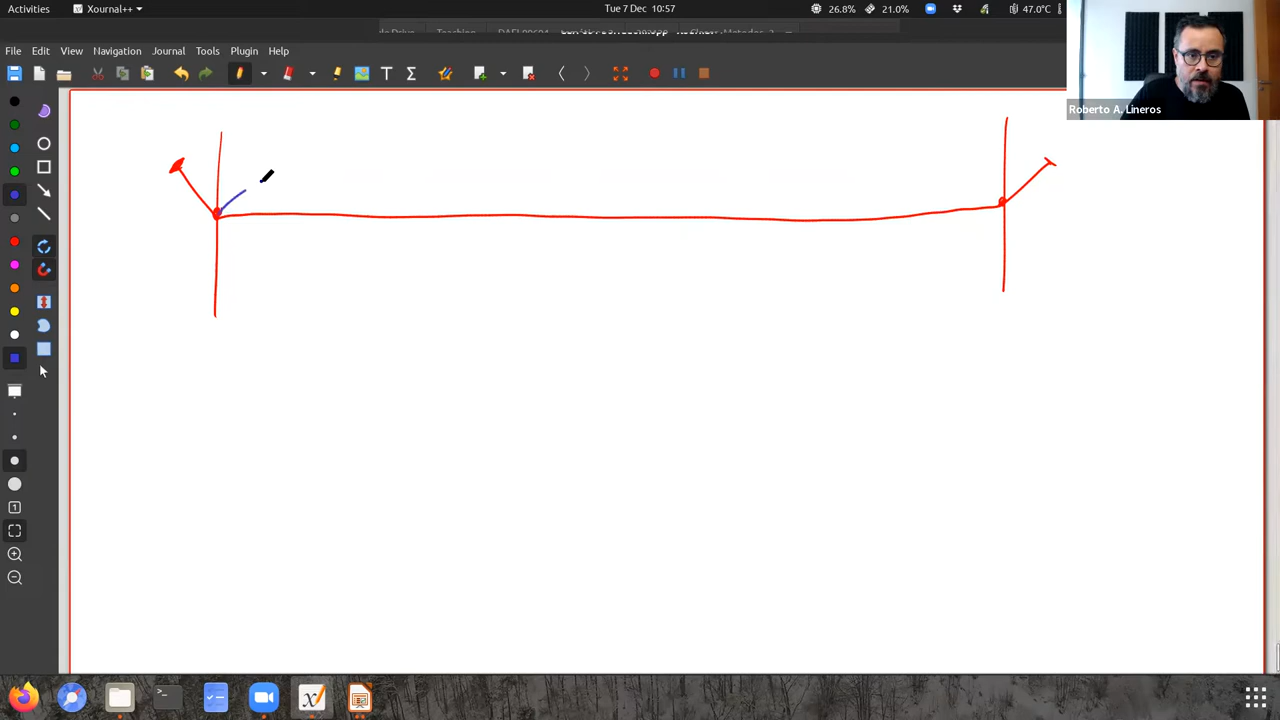 Activities
Xournal++
Tue 7 Dec 10:57
26.8%
21.0%
47.0°C
File Edit View Navigation Journal Tools Plugin Help
Roberto A. Lineros